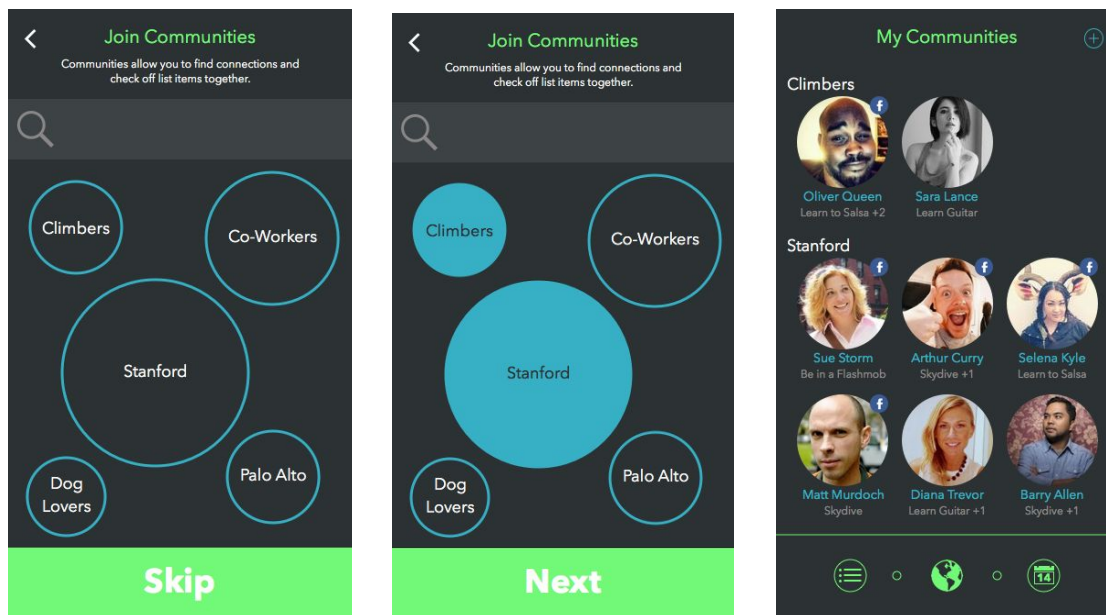 Join Communities
Communities allow you to find connections and
check off list items together.
Climbers
Co-Workers
Stanford
Palo Alto
Dog
Lovers
Skip
Join Communities
Communities allow you to find connections and
check off list items together.
Climbers
Co-Workers
Stanford
Palo Alto
Dog
Lovers
Next
My Communities
Climbers
f
Oliver Queen
Learn to Salsa +2
Sara Lance
Learn Guitar
Stanford
f
f
f
Sue Storm
Be in a Flashmob
Arthur Curry
Skydive +1
Selena Kyle
Learn to Salsa
f
Matt Murdoch
Skydive
Diana Trevor
Learn Guitar +1
Barry Allen
Skydive +1
14